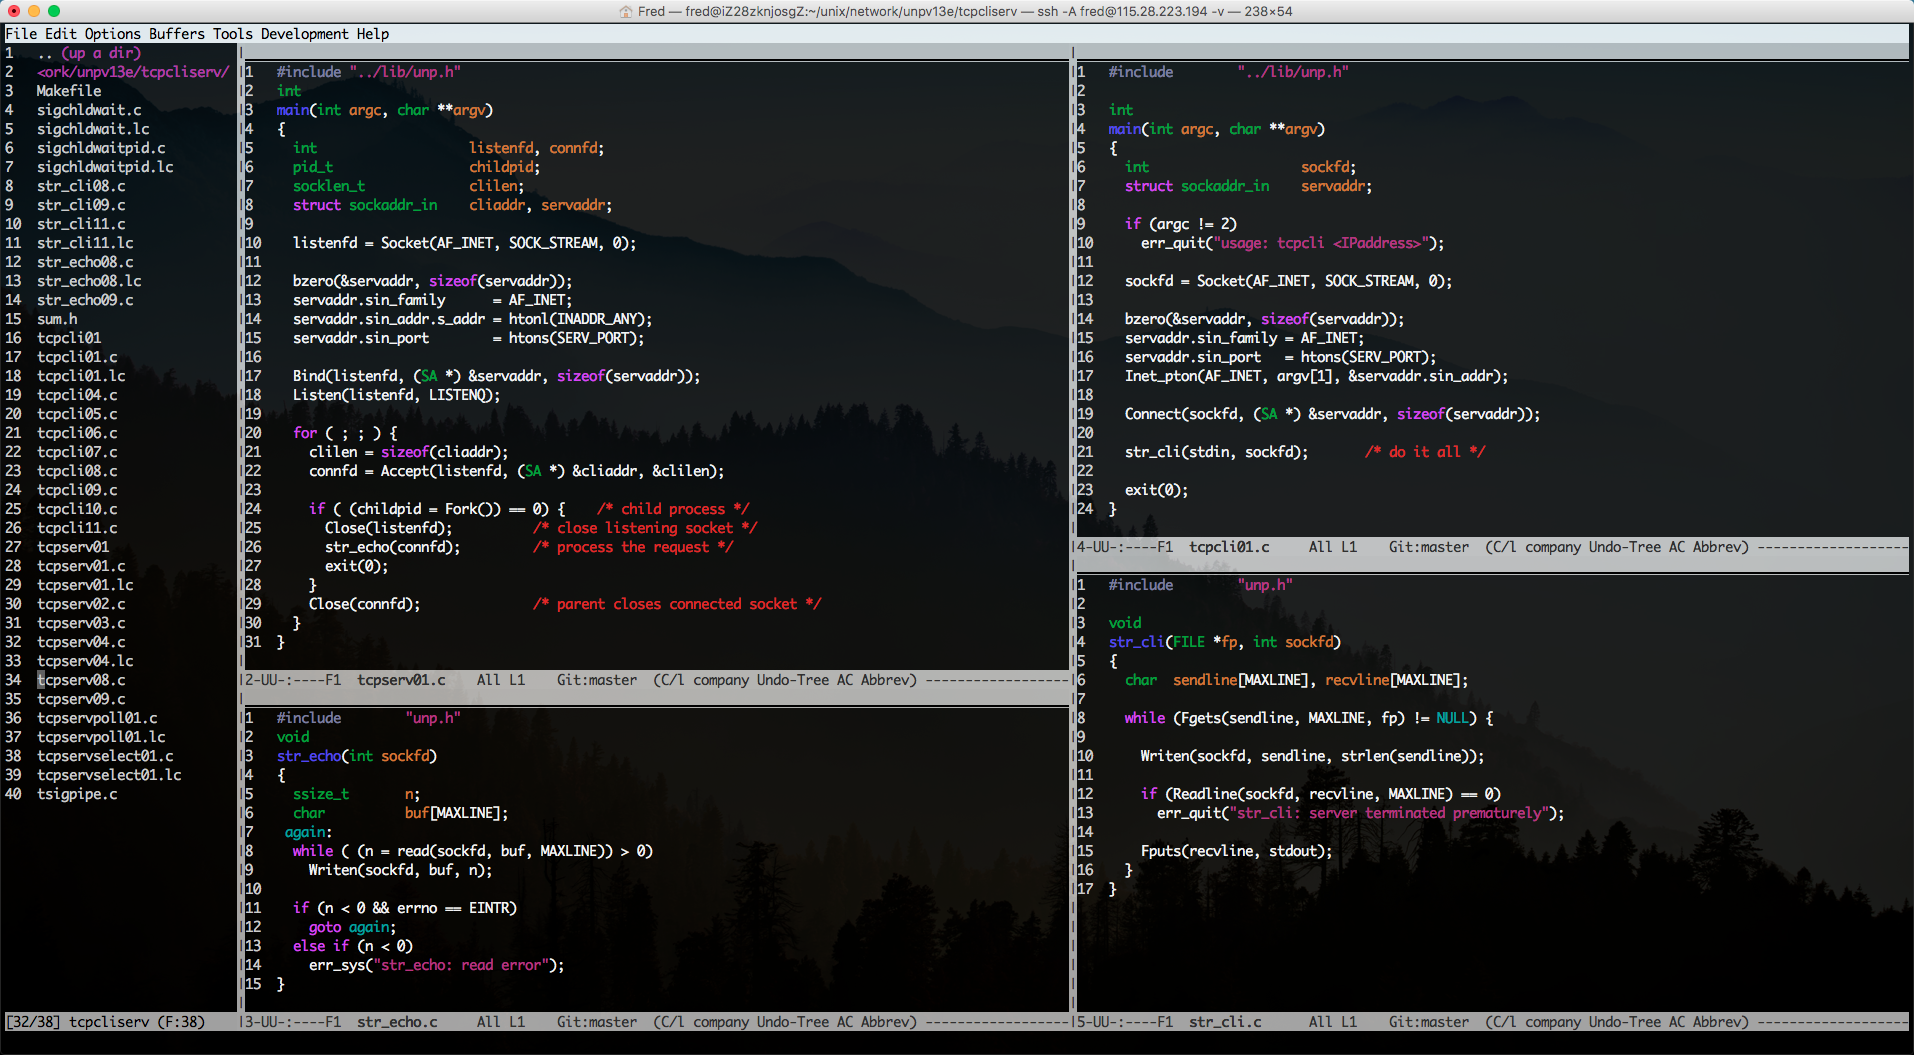 Fred — fred@iZ28zknjosgZ:~/unix/network/unpv13e/tcpcliserv — ssh -A fred@115.28.223.194 -v — 238×54
File Edit Options Buffers Tools Development Help
1 .. (up a dir)
2 <ork/unpv13e/tcpcliserv/
3 Makefile
4 sigchldwait.c
5 sigchldwait.lc
6 sigchldwaitpid.c
7 sigchldwaitpid.lc
8 str_cli08.c
9 str_cli09.c
10 str_cli11.c
11 str_cli11.lc
12 str_echo08.c
13 str_echo08.lc
14 str_echo09.c
15 sum.h
16 tcpcli01
17 tcpcli01.c
18 tcpcli01.lc
19 tcpcli04.c
20 tcpcli05.c
21 tcpcli06.c
22 tcpcli07.c
23 tcpcli08.c
24 tcpcli09.c
25 tcpcli10.c
26 tcpcli11.c
27 tcpserv01
28 tcpserv01.c
29 tcpserv01.lc
30 tcpserv02.c
31 tcpserv03.c
32 tcpserv04.c
33 tcpserv04.lc
34 tcpserv08.c
35 tcpserv09.c
36 tcpservpoll01.c
37 tcpservpoll01.lc
38 tcpservselect01.c
39 tcpservselect01.lc
40 tsigpipe.c
[32/38] tcpcliserv (F:38)
1 #include "../lib/unp.h"
2 int
3 main(int argc, char **argv)
4 {
5 int listenfd, connfd;
6 pid_t childpid;
7 socklen_t clilen;
8 struct sockaddr_in cliaddr, servaddr;
9
10 listenfd = Socket(AF_INET, SOCK_STREAM, 0);
11
12 bzero(&servaddr, sizeof(servaddr));
13 servaddr.sin_family = AF_INET;
14 servaddr.sin_addr.s_addr = htonl(INADDR_ANY);
15 servaddr.sin_port = htons(SERV_PORT);
16
17 Bind(listenfd, (SA *) &servaddr, sizeof(servaddr));
18 Listen(listenfd, LISTENQ);
19
20 for ( ; ; ) {
21 clilen = sizeof(cliaddr);
22 connfd = Accept(listenfd, (SA *) &cliaddr, &clilen);
23
24 if ( (childpid = Fork()) == 0) { /* child process */
25 Close(listenfd); /* close listening socket */
26 str_echo(connfd); /* process the request */
27 exit(0);
28 }
29 Close(connfd); /* parent closes connected socket */
30 }
31 }
2-UU-:----F1 tcpserv01.c All L1 Git:master (C/l company Undo-Tree AC Abbrev) ------------------
1 #include "unp.h"
2 void
3 str_echo(int sockfd)
4 {
5 ssize_t n;
6 char buf[MAXLINE];
7 again:
8 while ( (n = read(sockfd, buf, MAXLINE)) > 0)
9 Writen(sockfd, buf, n);
10
11 if (n < 0 && errno == EINTR)
12 goto again;
13 else if (n < 0)
14 err_sys("str_echo: read error");
15 }
3-UU-:----F1 str_echo.c All L1 Git:master (C/l company Undo-Tree AC Abbrev) ------------------
1 #include "../lib/unp.h"
2
3 int
4 main(int argc, char **argv)
5 {
6 int sockfd;
7 struct sockaddr_in servaddr;
8
9 if (argc != 2)
10 err_quit("usage: tcpcli <IPaddress>");
11
12 sockfd = Socket(AF_INET, SOCK_STREAM, 0);
13
14 bzero(&servaddr, sizeof(servaddr));
15 servaddr.sin_family = AF_INET;
16 servaddr.sin_port = htons(SERV_PORT);
17 Inet_pton(AF_INET, argv[1], &servaddr.sin_addr);
18
19 Connect(sockfd, (SA *) &servaddr, sizeof(servaddr));
20
21 str_cli(stdin, sockfd); /* do it all */
22
23 exit(0);
24 }
4-UU-:----F1 tcpcli01.c All L1 Git:master (C/l company Undo-Tree AC Abbrev) -------------------
1 #include "unp.h"
2
3 void
4 str_cli(FILE *fp, int sockfd)
5 {
6 char sendline[MAXLINE], recvline[MAXLINE];
7
8 while (Fgets(sendline, MAXLINE, fp) != NULL) {
9
10 Writen(sockfd, sendline, strlen(sendline));
11
12 if (Readline(sockfd, recvline, MAXLINE) == 0)
13 err_quit("str_cli: server terminated prematurely");
14
15 Fputs(recvline, stdout);
16 }
17 }
5-UU-:----F1 str_cli.c All L1 Git:master (C/l company Undo-Tree AC Abbrev) -------------------